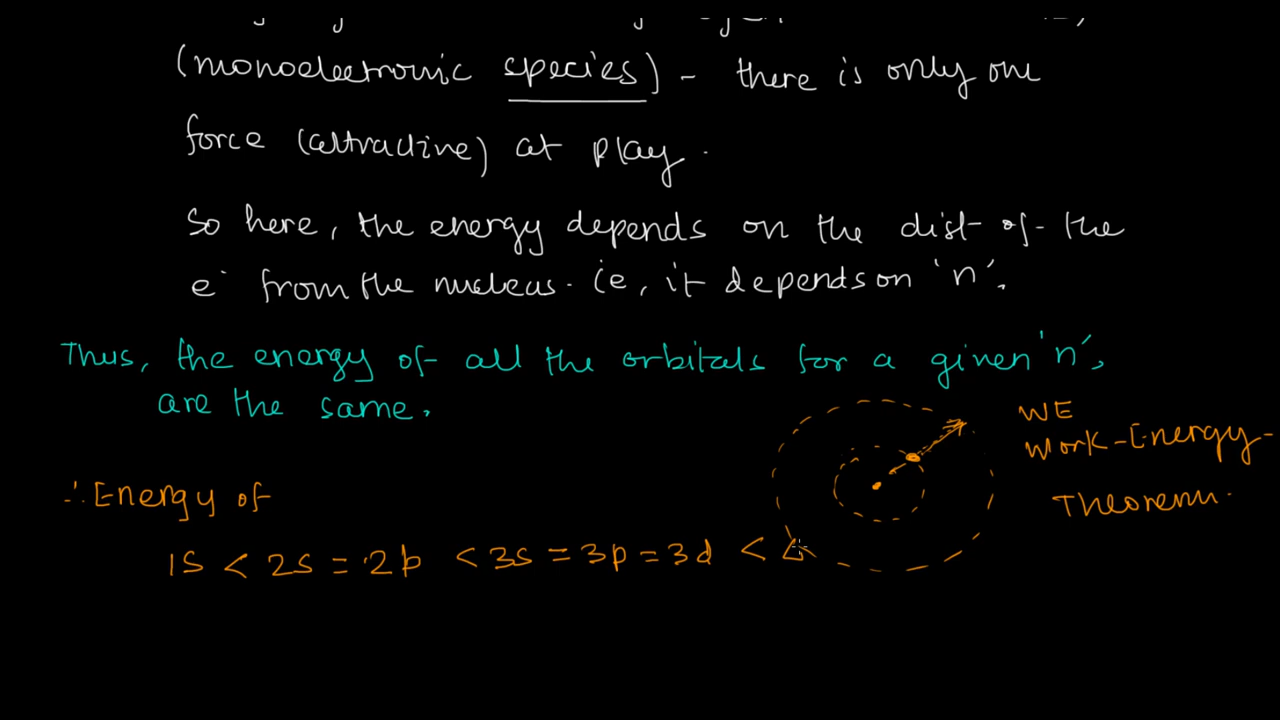 (monoelectronic species) - there is only one
force (attractive) at play.
So here, the energy depends on the dist of the
e⁻ from the nucleus. ie, it depends on 'n'.
Thus, the energy of all the orbitals for a given 'n',
are the same.
WE
Work-Energy-
Theorem.
∴ Energy of
1s < 2s = 2p < 3s = 3p = 3d <